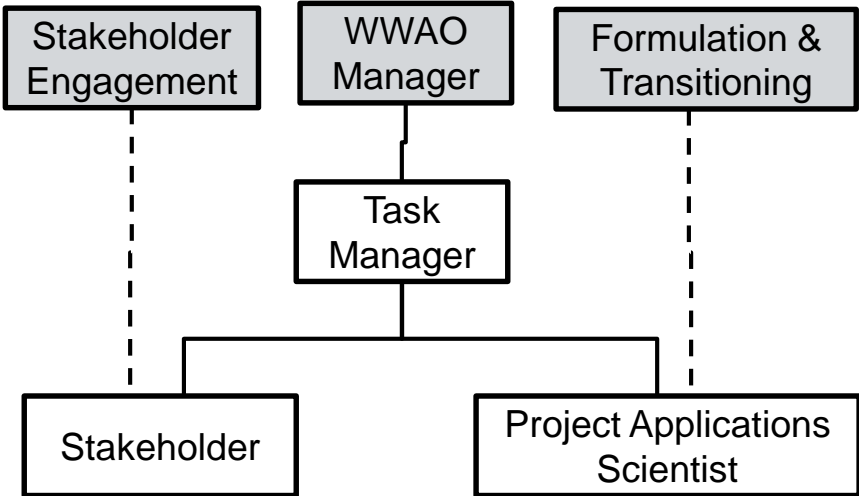 Stakeholder
Engagement
WWAO
Manager
Formulation &
Transitioning
Task
Manager
Stakeholder
Project Applications
Scientist